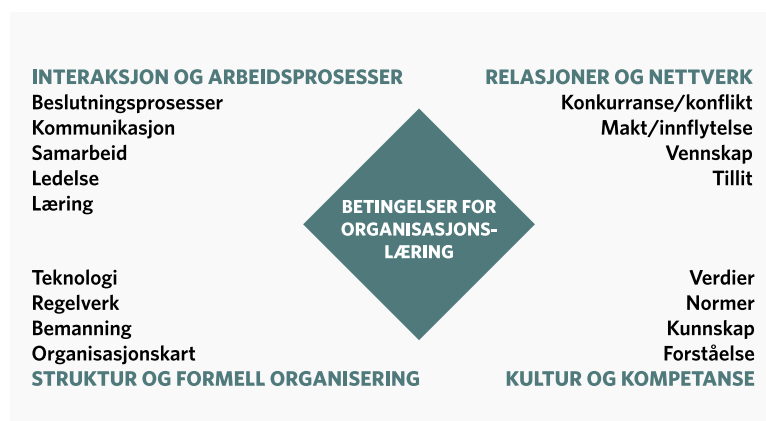 INTERAKSJON OG ARBEIDSPROSESSER
Beslutningsprosesser
Kommunikasjon
Samarbeid
Ledelse
Læring
RELASJONER OG NETTVERK
Konkurranse/konflikt
Makt/innflytelse
Vennskap
Tillit
BETINGELSER FOR
ORGANISASJONS-
LÆRING
Teknologi
Regelverk
Bemanning
Organisasjonskart
STRUKTUR OG FORMELL ORGANISERING
Verdier
Normer
Kunnskap
Forståelse
KULTUR OG KOMPETANSE